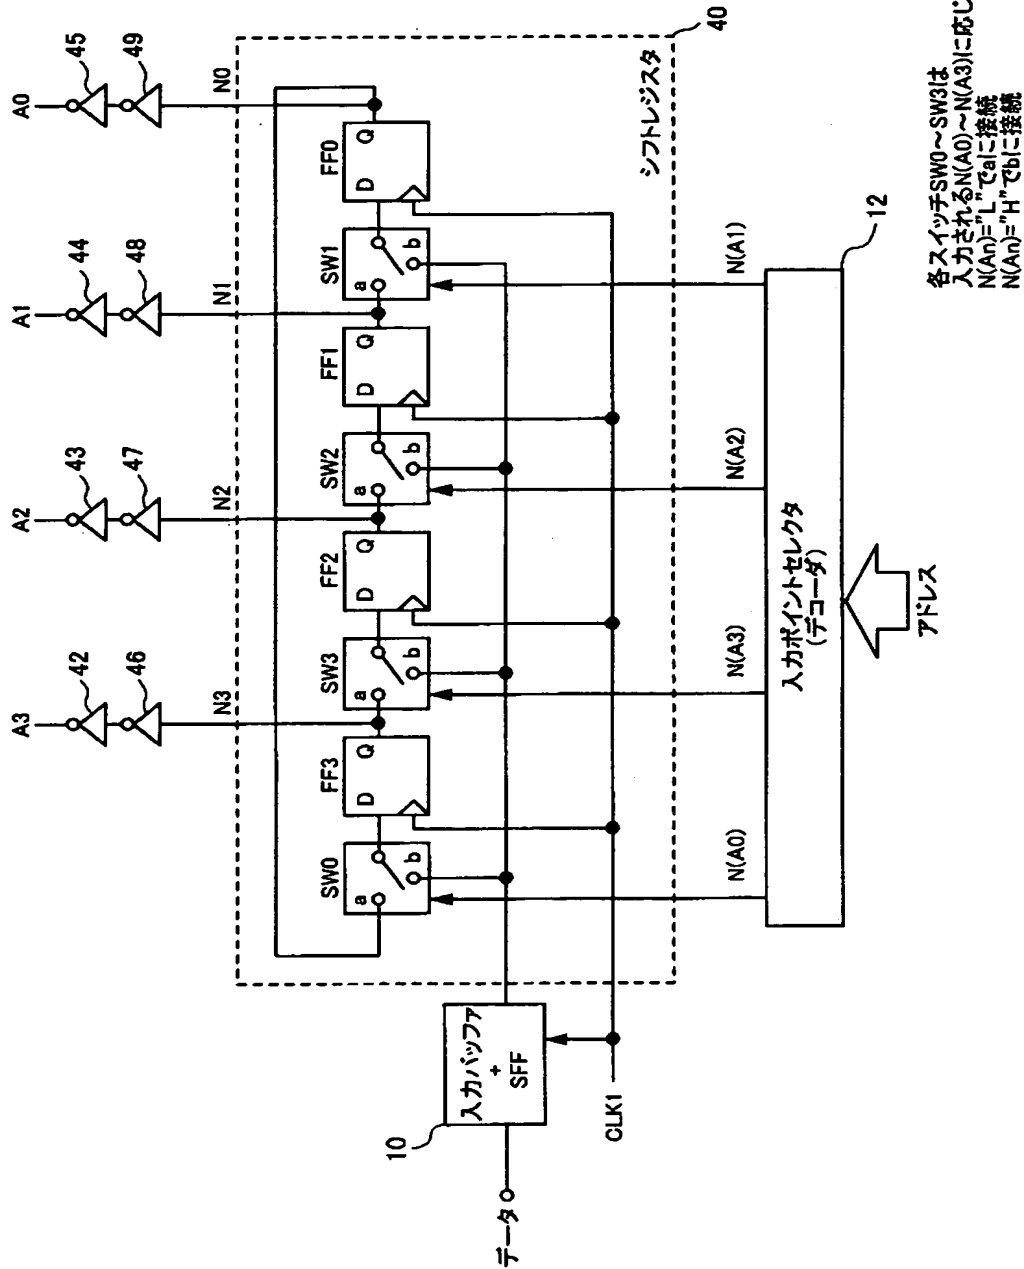 A3
A2
A1
A0
42
43
44
45
46
47
48
49
N3
N2
N1
N0
40
シフトレジスタ
SW0
a
b
FF3
D
Q
SW3
a
b
FF2
D
Q
SW2
a
b
FF1
D
Q
SW1
a
b
FF0
D
Q
データ
10
入力バッファ
+
SFF
CLK1
N(A0)
N(A3)
N(A2)
N(A1)
12
入力ポイントセレクタ
(デコーダ)
アドレス
各スイッチSW0～SW3は
入力されるN(A0)～N(A3)に応じ
N(An)="L"でaに接続
N(An)="H"でbに接続